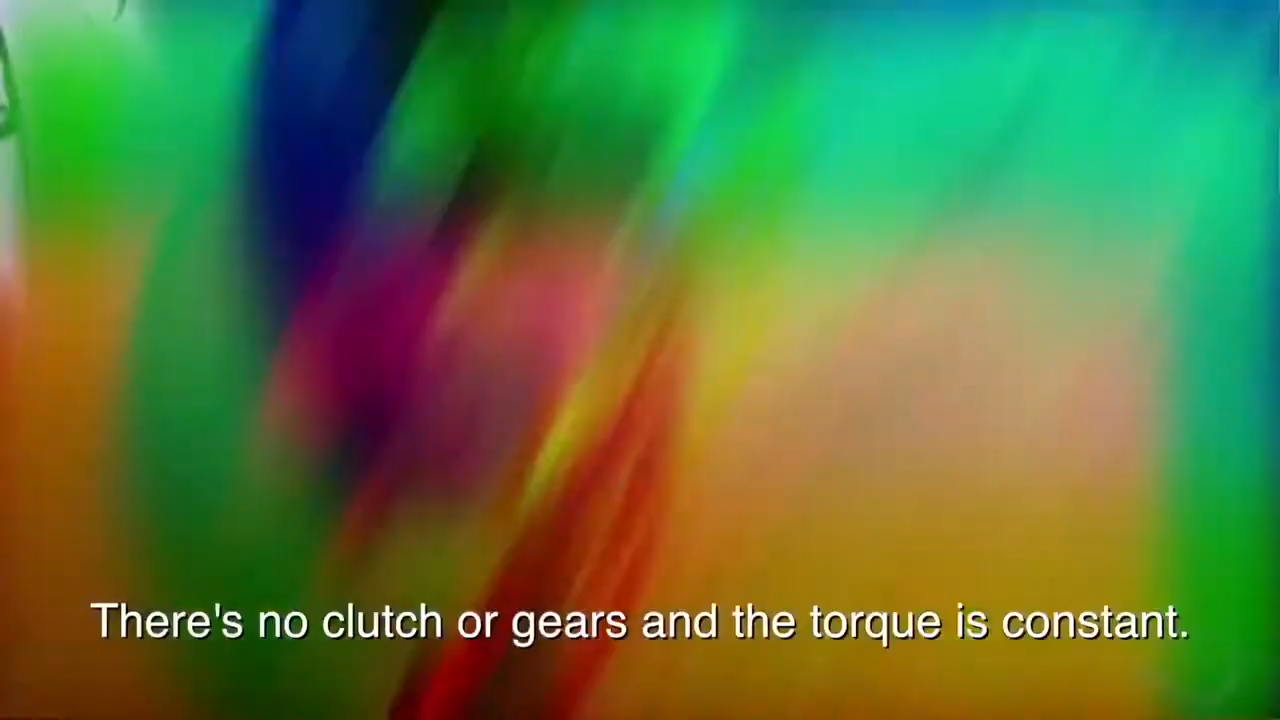 There's no clutch or gears and the torque is constant.